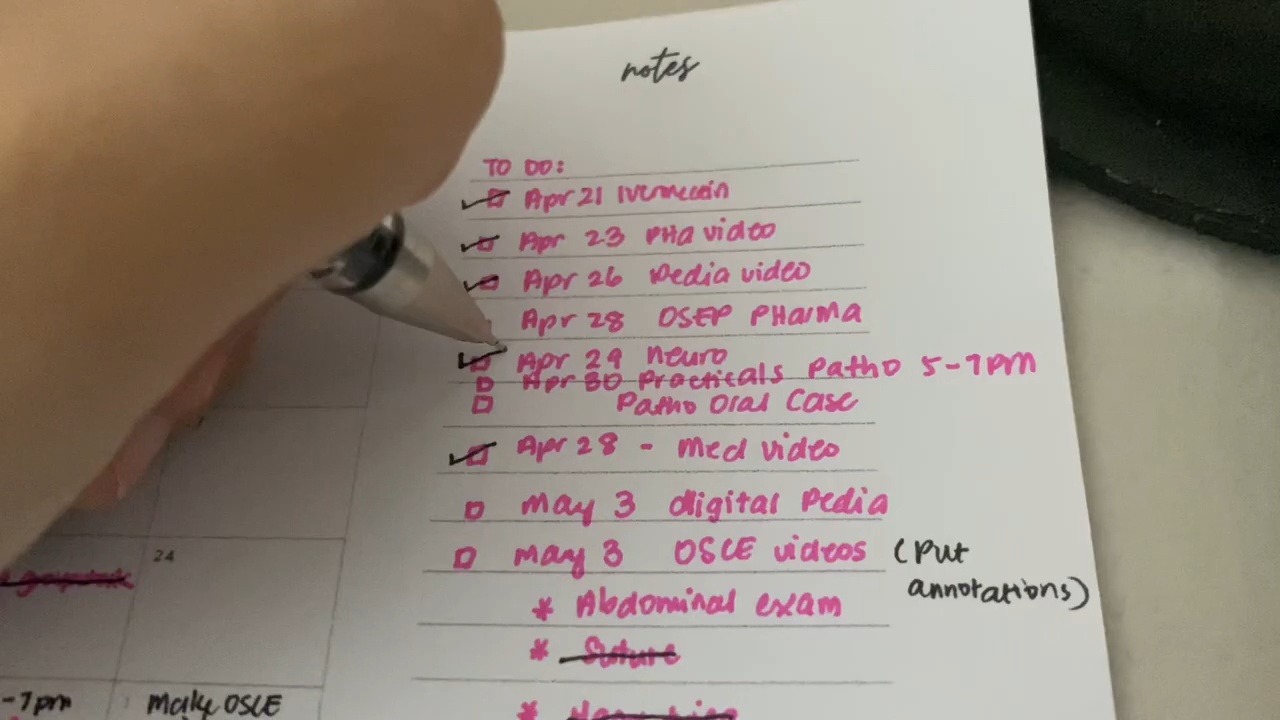 notes
TO DO:
Apr 21 Ivermectin
Apr 23 PHA video
Apr 26 Pedia video
Apr 28 OSEP PHarMA
Apr 29 Neuro
Apr 30 Practicals Patho 5-7pm
Patho Oral Case
Apr 28 - Med video
May 3 digital Pedia
May 3 OSCE videos (Put
annotations)
* Abdominal exam
* Suture
24
-7pm
Make OSCE